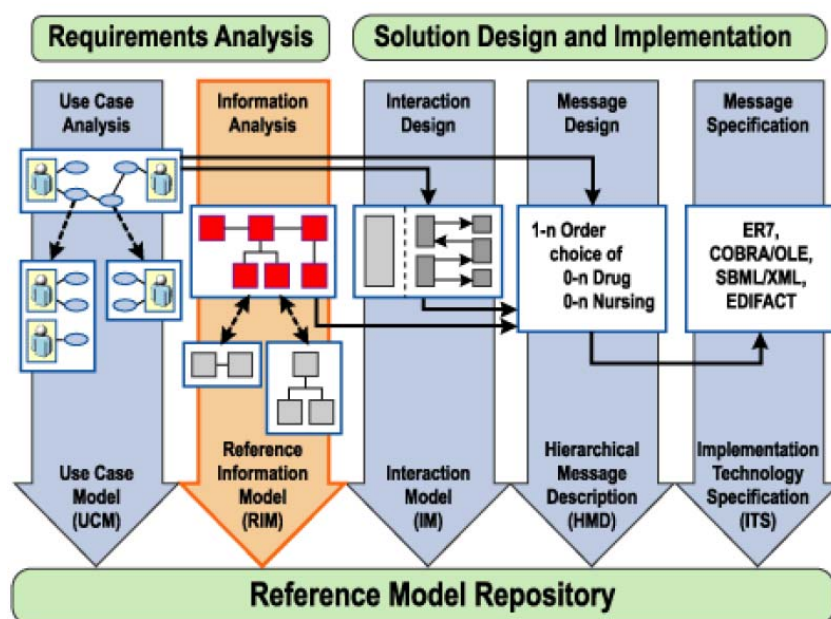 Requirements Analysis
Solution Design and Implementation
Use Case
Analysis
Information
Analysis
Interaction
Design
Message
Design
Message
Specification
1-n Order
choice of
0-n Drug
0-n Nursing
ER7,
COBRA/OLE,
SBML/XML,
EDIFACT
Use Case
Model
(UCM)
Reference
Information
Model
(RIM)
Interaction
Model
(IM)
Hierarchical
Message
Description
(HMD)
Implementation
Technology
Specification
(ITS)
Reference Model Repository